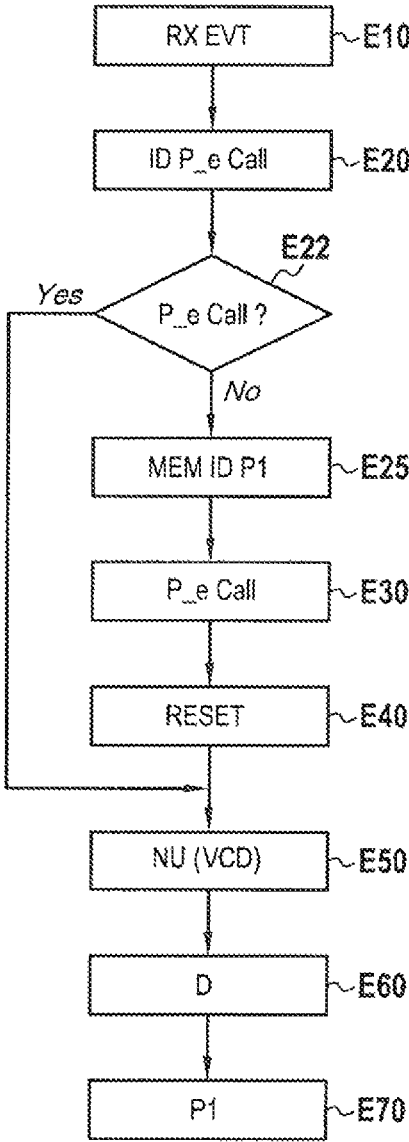 RX EVT E10
ID P_e Call E20
E22
Yes
P_e Call ?
No
MEM ID P1 E25
P_e Call E30
RESET E40
NU (VCD) E50
D E60
P1 E70